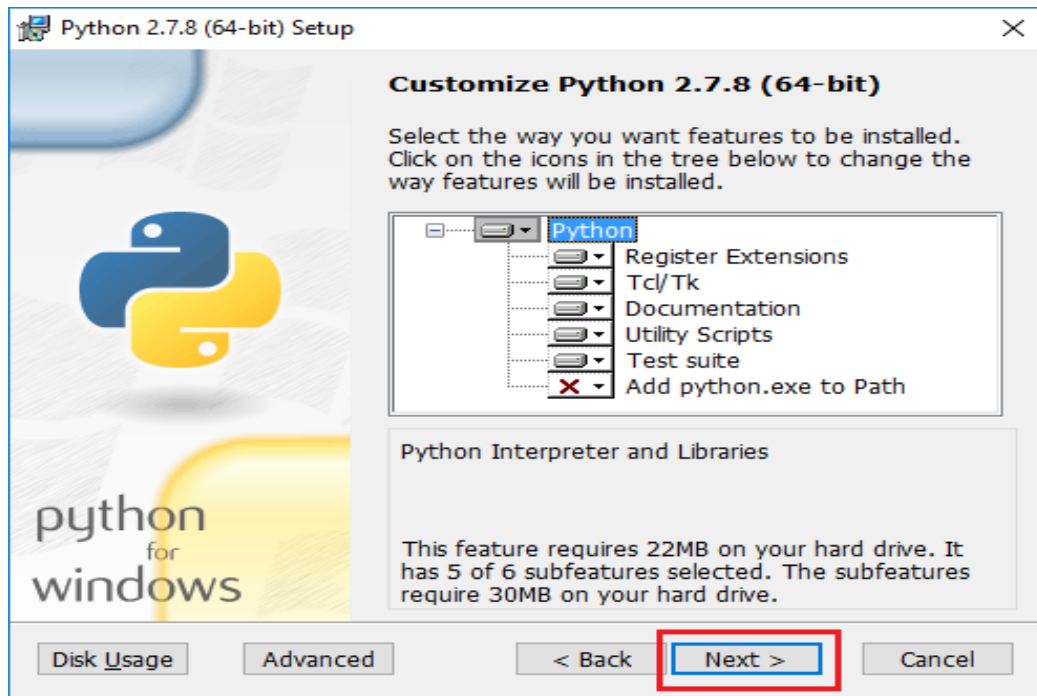 Python 2.7.8 (64-bit) Setup
Customize Python 2.7.8 (64-bit)
Select the way you want features to be installed.
Click on the icons in the tree below to change the
way features will be installed.
Python
Register Extensions
Tcl/Tk
Documentation
Utility Scripts
Test suite
Add python.exe to Path
Python Interpreter and Libraries
This feature requires 22MB on your hard drive. It
has 5 of 6 subfeatures selected. The subfeatures
require 30MB on your hard drive.
python
for
windows
Disk Usage
Advanced
< Back
Next >
Cancel